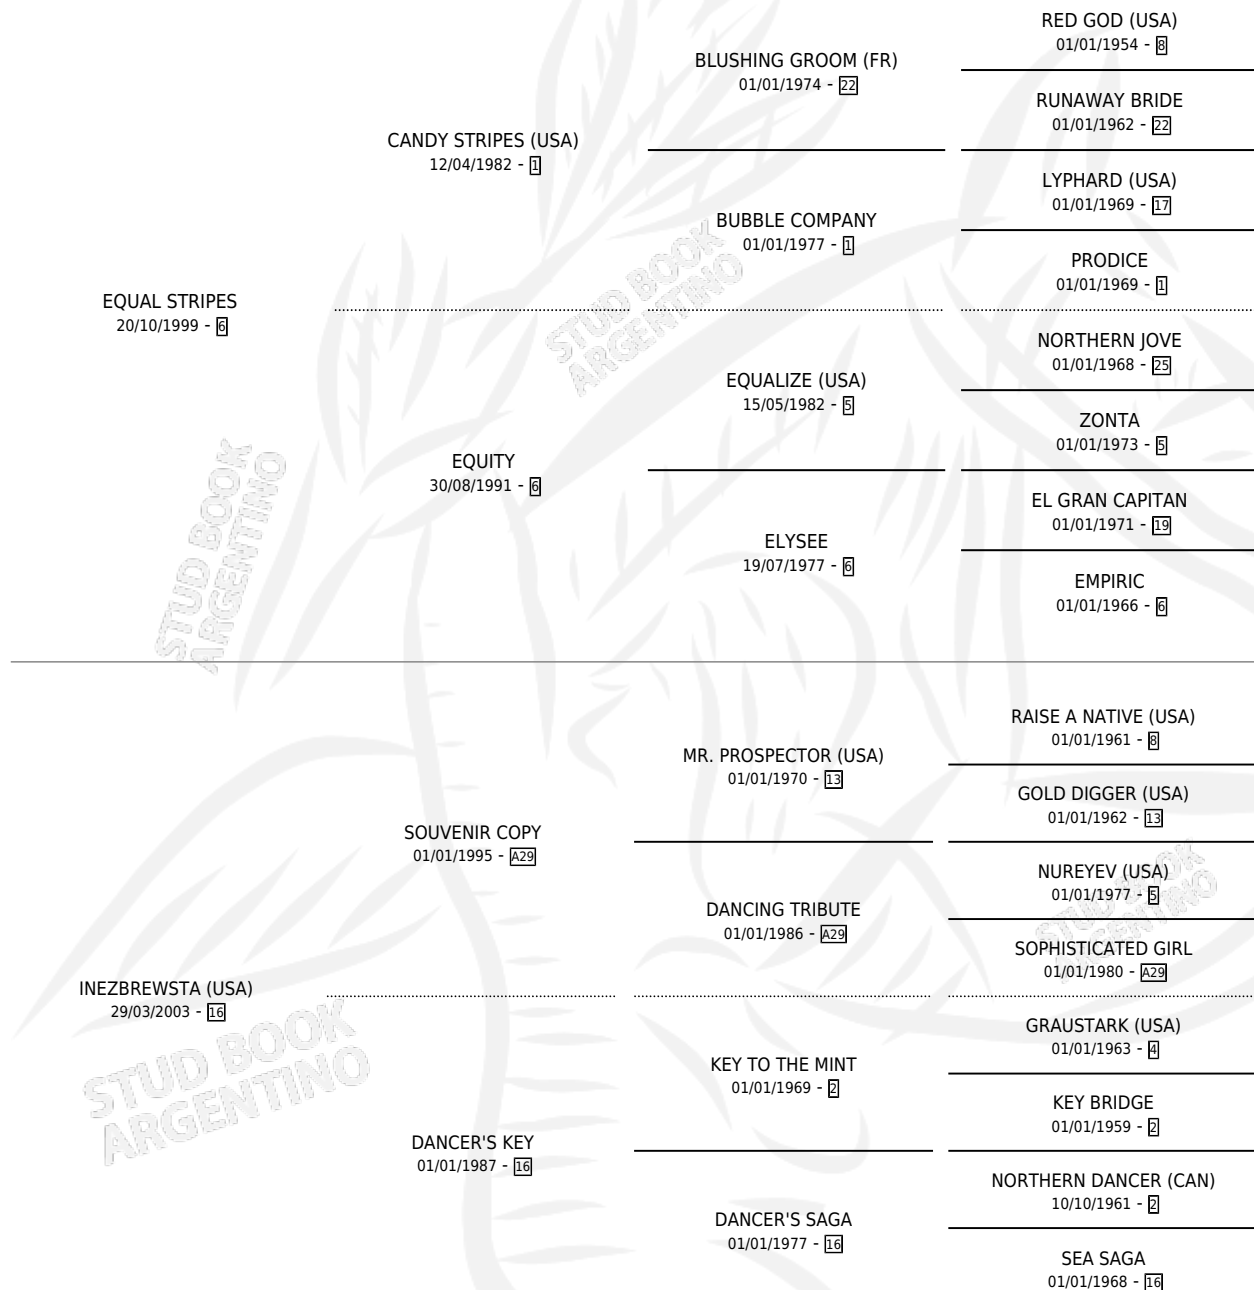 RED GOD (USA)
01/01/1954 - 8
BLUSHING GROOM (FR)
01/01/1974 - 22
RUNAWAY BRIDE
01/01/1962 - 22
CANDY STRIPES (USA)
12/04/1982 - 1
LYPHARD (USA)
01/01/1969 - 17
BUBBLE COMPANY
01/01/1977 - 1
PRODICE
01/01/1969 - 1
EQUAL STRIPES
20/10/1999 - 6
NORTHERN JOVE
01/01/1968 - 25
EQUALIZE (USA)
15/05/1982 - 5
ZONTA
01/01/1973 - 5
EQUITY
30/08/1991 - 6
EL GRAN CAPITAN
01/01/1971 - 19
ELYSEE
19/07/1977 - 6
EMPIRIC
01/01/1966 - 6
STUD BOOK
ARGENTINO
STUD BOOK
ARGENTINO
RAISE A NATIVE (USA)
01/01/1961 - 8
MR. PROSPECTOR (USA)
01/01/1970 - 13
GOLD DIGGER (USA)
01/01/1962 - 13
SOUVENIR COPY
01/01/1995 - A29
NUREYEV (USA)
01/01/1977 - 5
DANCING TRIBUTE
01/01/1986 - A29
SOPHISTICATED GIRL
01/01/1980 - A29
INEZBREWSTA (USA)
29/03/2003 - 16
GRAUSTARK (USA)
01/01/1963 - 4
KEY TO THE MINT
01/01/1969 - 2
KEY BRIDGE
01/01/1959 - 2
DANCER'S KEY
01/01/1987 - 16
NORTHERN DANCER (CAN)
10/10/1961 - 2
DANCER'S SAGA
01/01/1977 - 16
SEA SAGA
01/01/1968 - 16
STUD BOOK
ARGENTINO
STUD BOOK
ARGENTINO